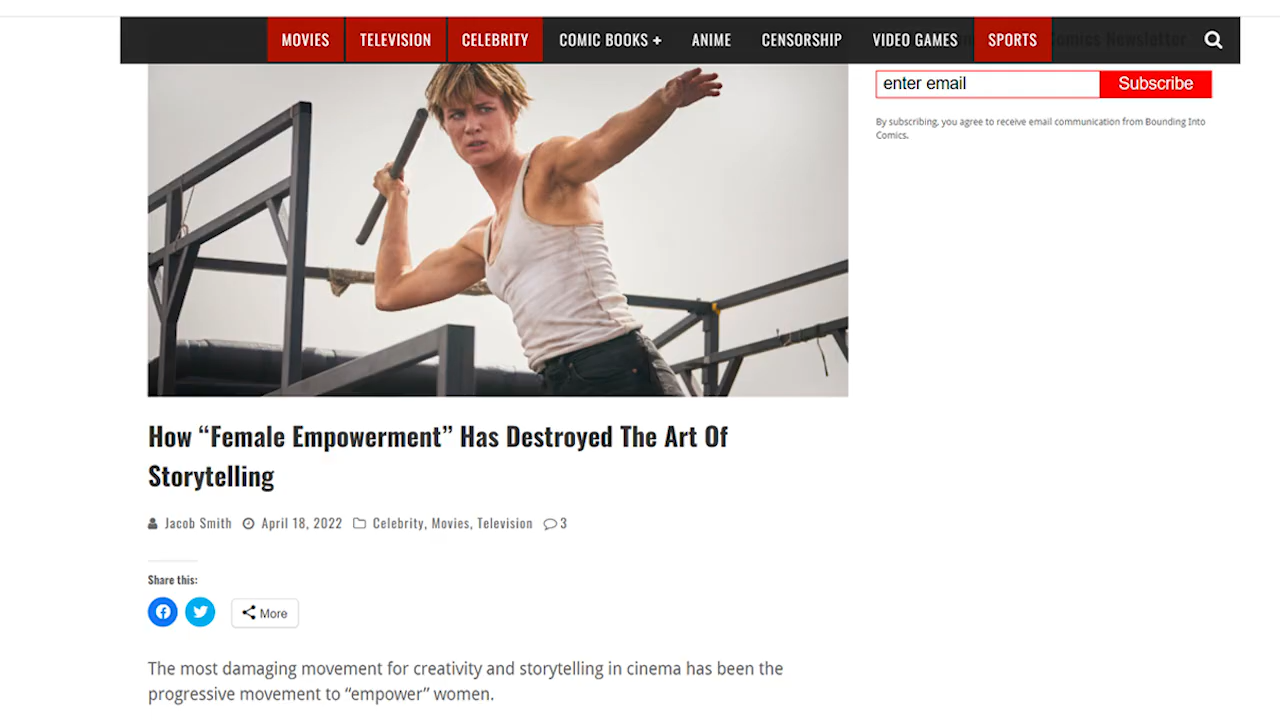 MOVIES TELEVISION CELEBRITY COMIC BOOKS + ANIME CENSORSHIP VIDEO GAMES SPORTS
Comics Newsletter
enter email Subscribe
By subscribing, you agree to receive email communication from Bounding Into
Comics.
How “Female Empowerment” Has Destroyed The Art Of
Storytelling
Jacob Smith April 18, 2022 Celebrity, Movies, Television 3
Share this:
More
The most damaging movement for creativity and storytelling in cinema has been the
progressive movement to “empower” women.